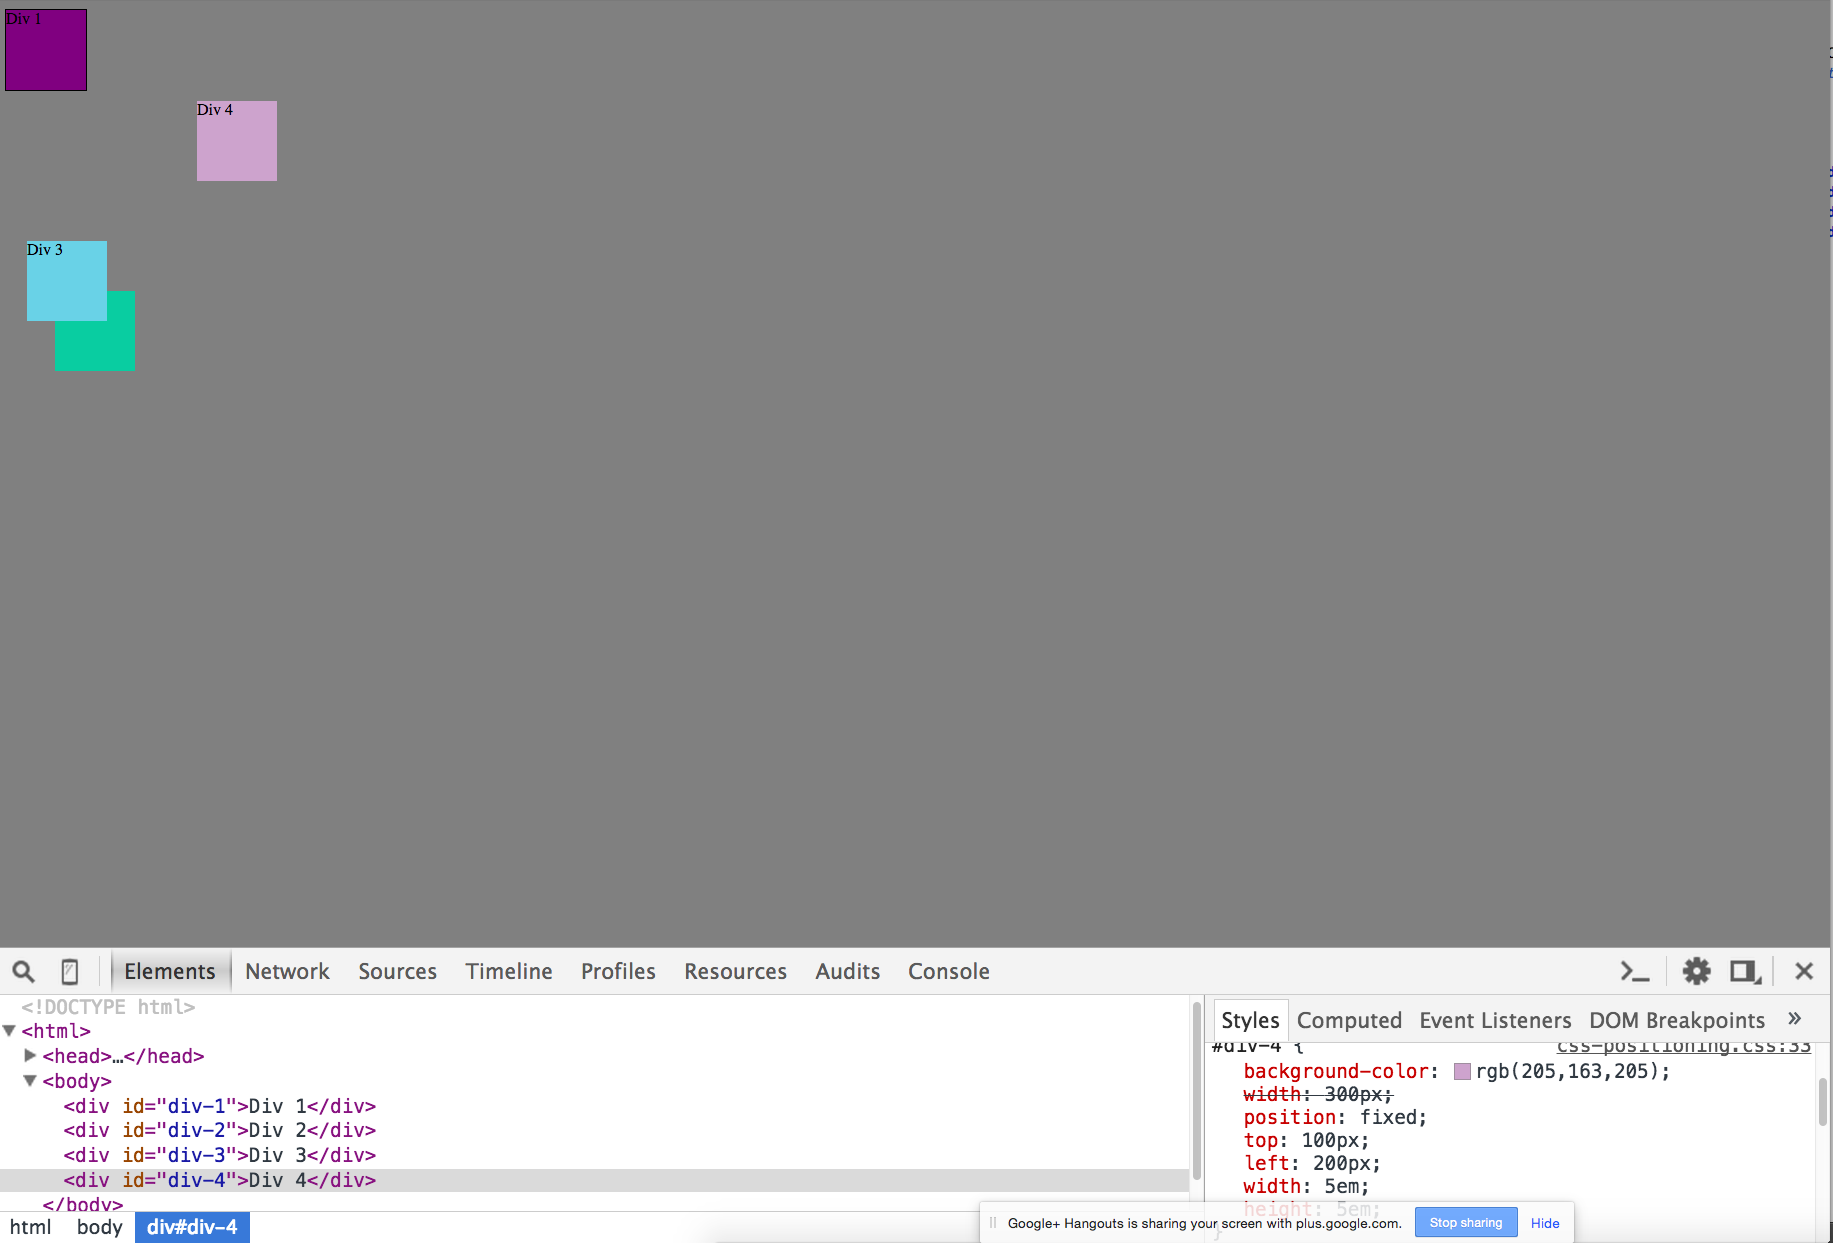 Div 1
Div 4
Div 3
Elements Network Sources Timeline Profiles Resources Audits Console
<!DOCTYPE html>
<html>
<head>…</head>
<body>
<div id="div-1">Div 1</div>
<div id="div-2">Div 2</div>
<div id="div-3">Div 3</div>
<div id="div-4">Div 4</div>
</body>
html body div#div-4
Styles Computed Event Listeners DOM Breakpoints »
#div-4 { css-positioning.css:33
background-color: rgb(205,163,205);
width: 300px;
position: fixed;
top: 100px;
left: 200px;
width: 5em;
height: 5em;
}
Google+ Hangouts is sharing your screen with plus.google.com. Stop sharing Hide